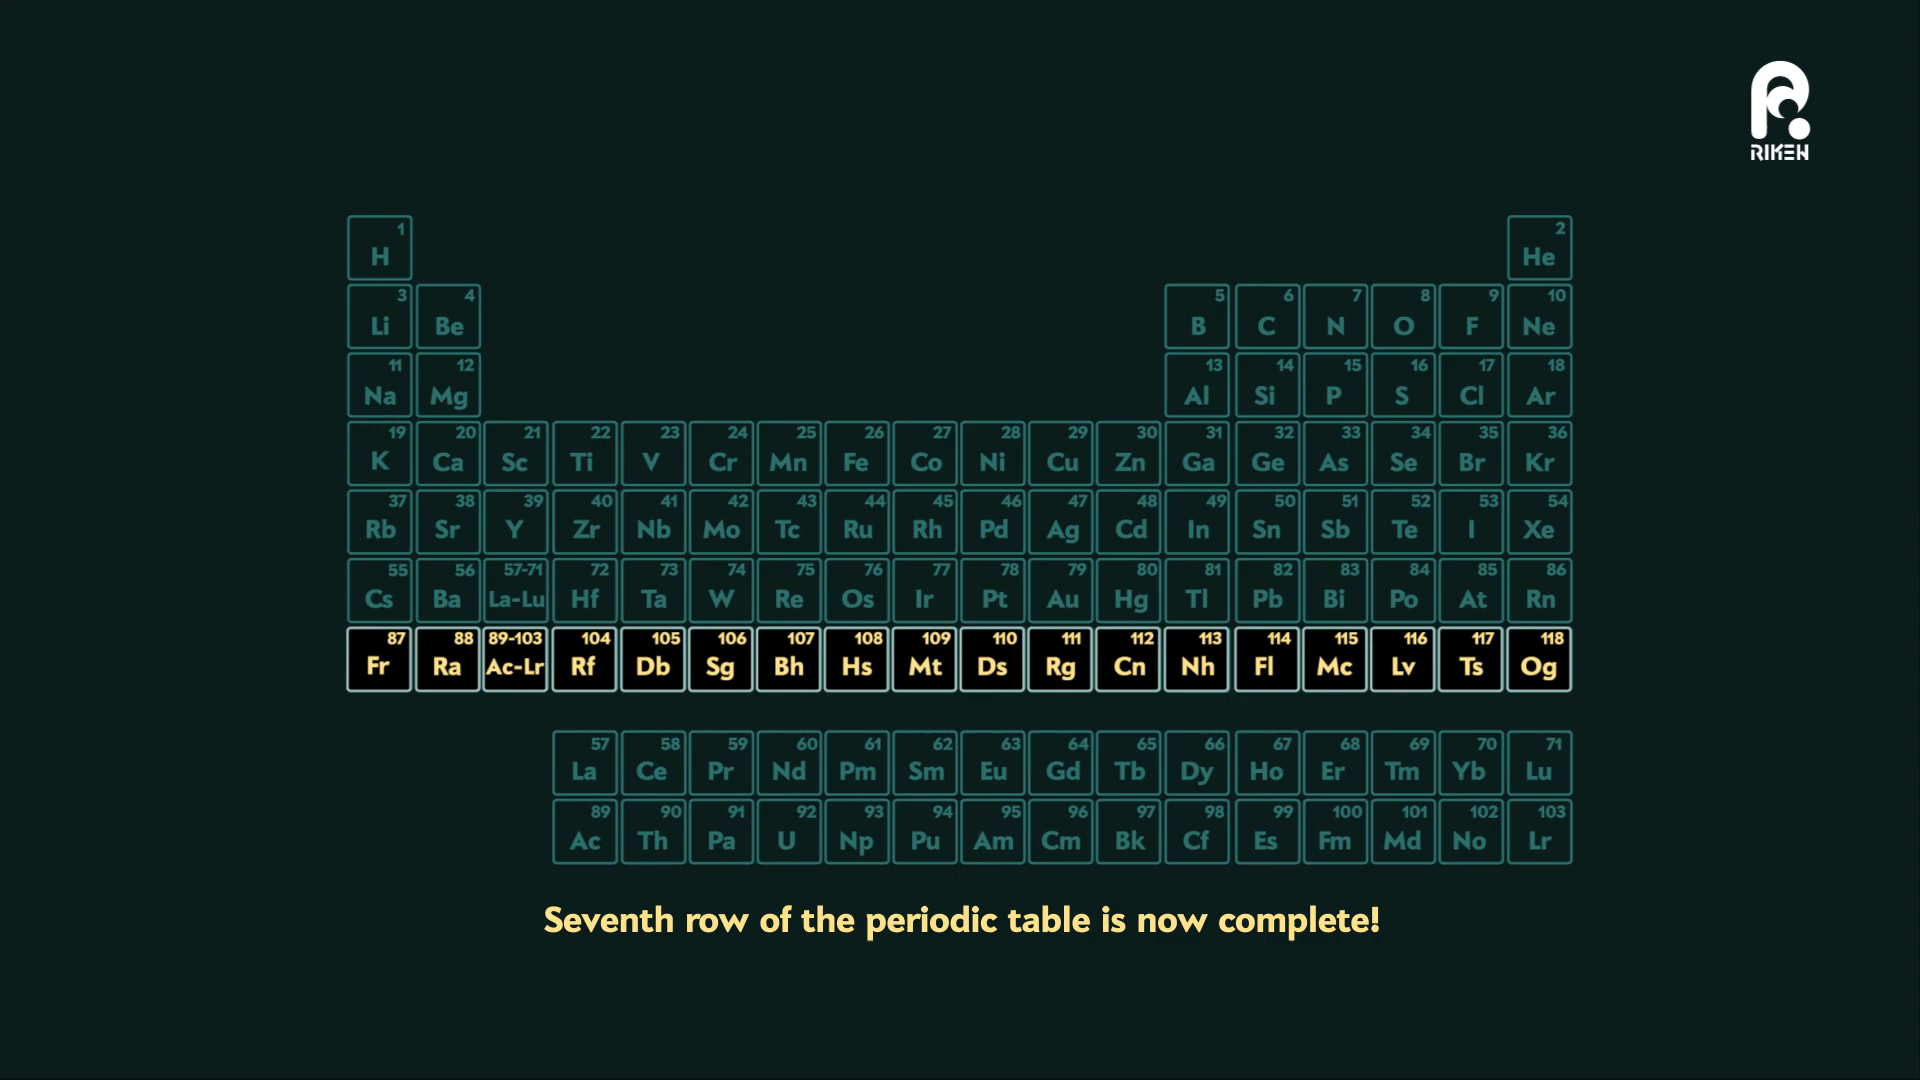 RIKEN
1 2
H He
3 4 5 6 7 8 9 10
Li Be B C N O F Ne
11 12 13 14 15 16 17 18
Na Mg Al Si P S Cl Ar
19 20 21 22 23 24 25 26 27 28 29 30 31 32 33 34 35 36
K Ca Sc Ti V Cr Mn Fe Co Ni Cu Zn Ga Ge As Se Br Kr
37 38 39 40 41 42 43 44 45 46 47 48 49 50 51 52 53 54
Rb Sr Y Zr Nb Mo Tc Ru Rh Pd Ag Cd In Sn Sb Te I Xe
55 56 57-71 72 73 74 75 76 77 78 79 80 81 82 83 84 85 86
Cs Ba La-Lu Hf Ta W Re Os Ir Pt Au Hg Tl Pb Bi Po At Rn
87 88 89-103 104 105 106 107 108 109 110 111 112 113 114 115 116 117 118
Fr Ra Ac-Lr Rf Db Sg Bh Hs Mt Ds Rg Cn Nh Fl Mc Lv Ts Og
57 58 59 60 61 62 63 64 65 66 67 68 69 70 71
La Ce Pr Nd Pm Sm Eu Gd Tb Dy Ho Er Tm Yb Lu
89 90 91 92 93 94 95 96 97 98 99 100 101 102 103
Ac Th Pa U Np Pu Am Cm Bk Cf Es Fm Md No Lr
Seventh row of the periodic table is now complete!